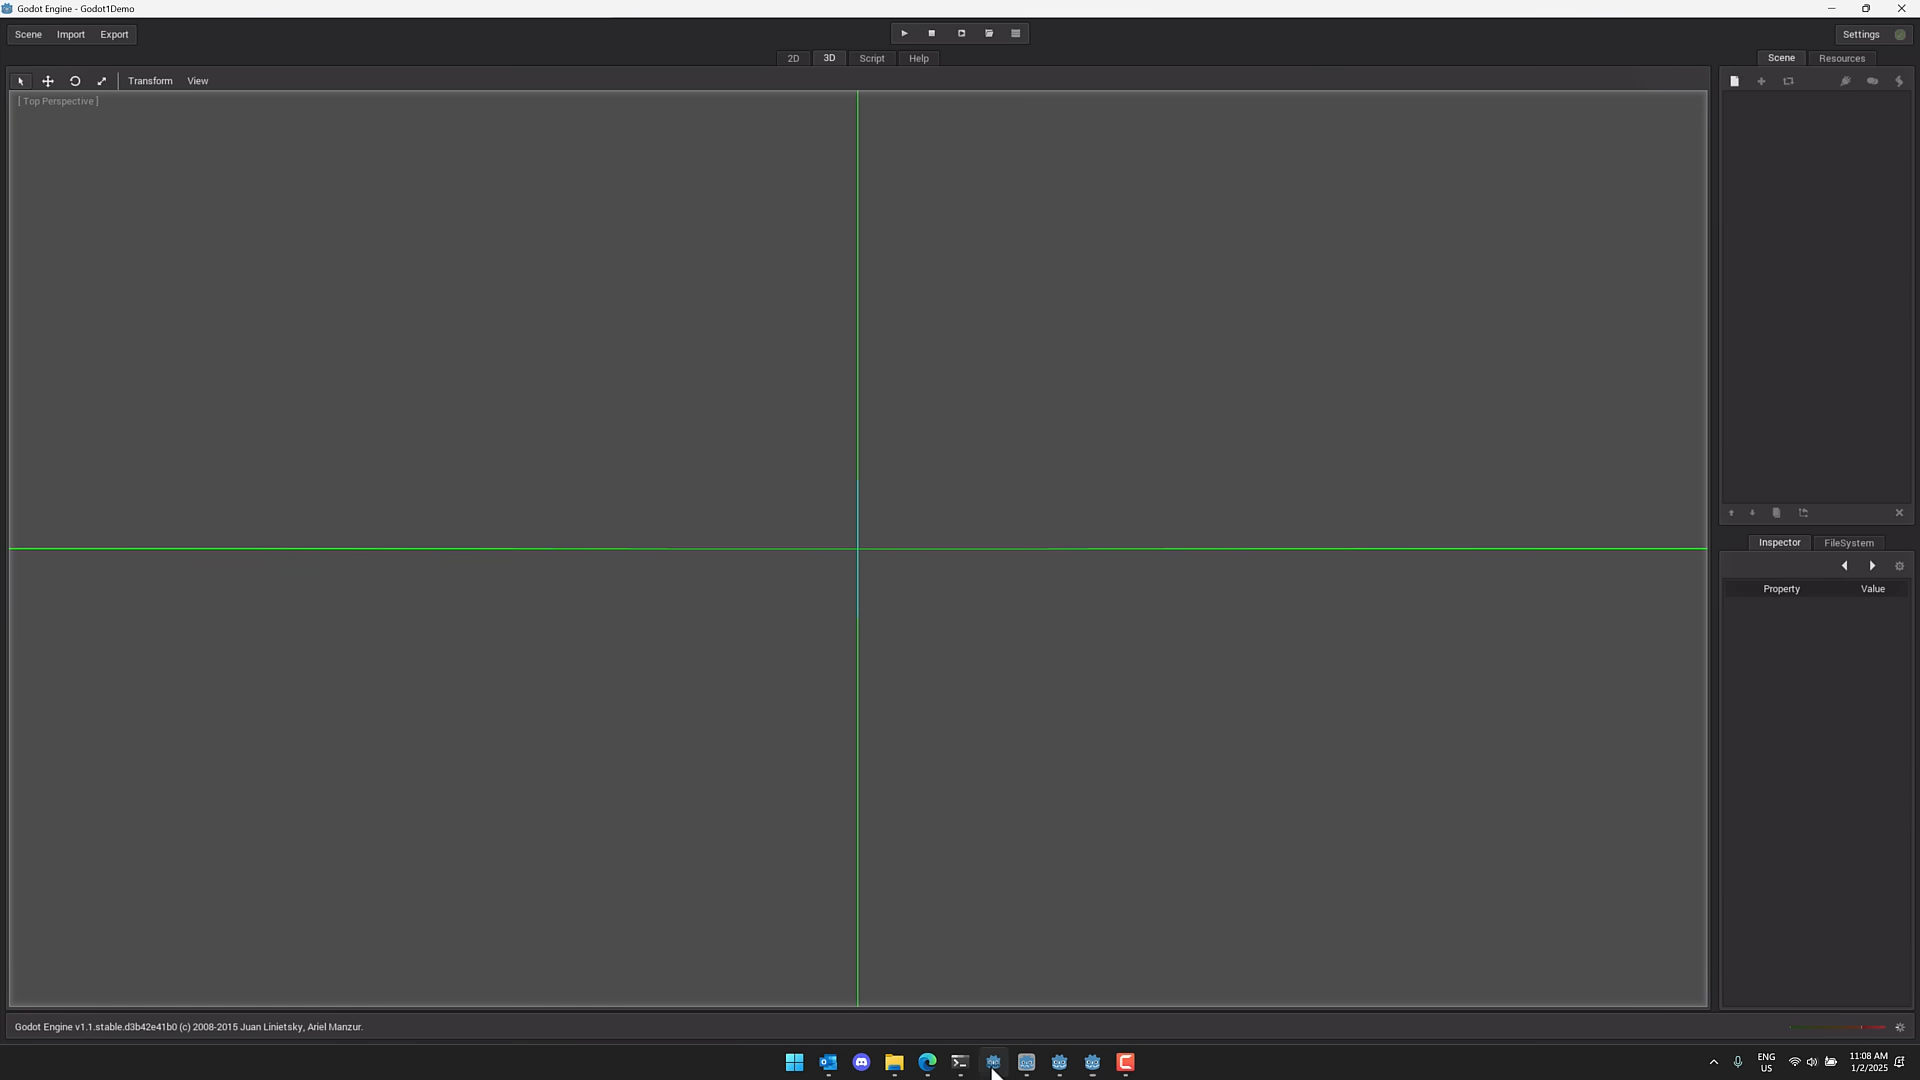 Godot Engine - Godot1Demo
Scene Import Export
Settings
2D 3D Script Help
Scene Resources
Transform View
[ Top Perspective ]
Inspector FileSystem
Property Value
Godot Engine v1.1.stable.d3b42e41b0 (c) 2008-2015 Juan Linietsky, Ariel Manzur.
ENG
US
11:08 AM
1/2/2025